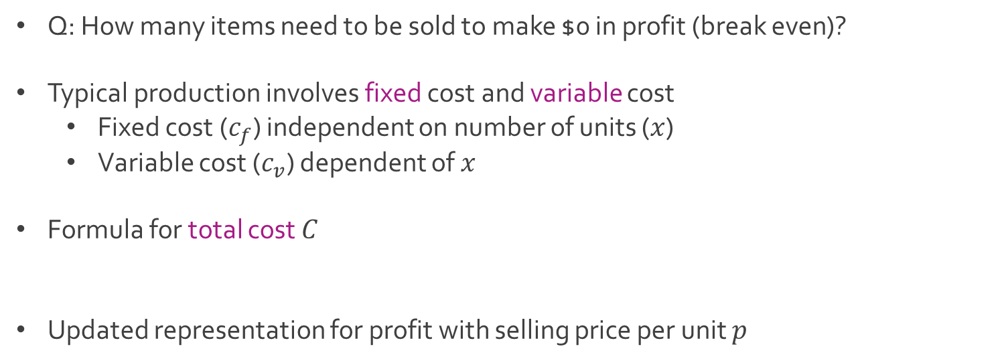 • Q: How many items need to be sold to make $0 in profit (break even)?
• Typical production involves fixed cost and variable cost
• Fixed cost (c_f) independent on number of units (x)
• Variable cost (c_v) dependent of x
• Formula for total cost C
• Updated representation for profit with selling price per unit p